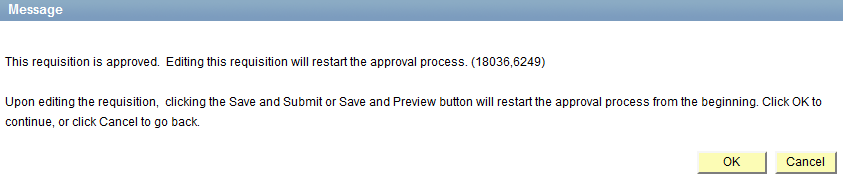 Message
This requisition is approved.  Editing this requisition will restart the approval process. (18036,6249)
Upon editing the requisition,  clicking the Save and Submit or Save and Preview button will restart the approval process from the beginning. Click OK to
continue, or click Cancel to go back.
OK Cancel